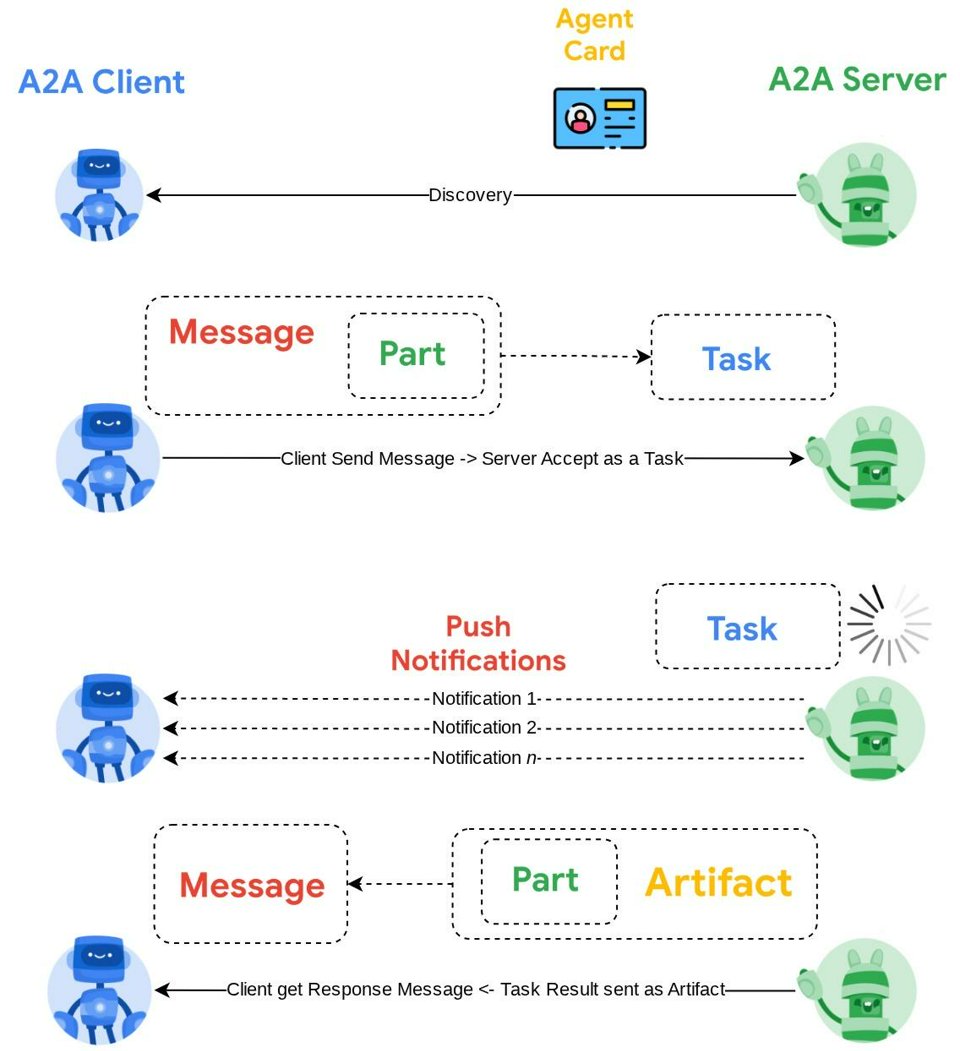 Agent
Card
A2A Client
A2A Server
Discovery
Message
Part
Task
Client Send Message -> Server Accept as a Task
Task
Push
Notifications
Notification 1
Notification 2
Notification n
Message
Part
Artifact
Client get Response Message <- Task Result sent as Artifact